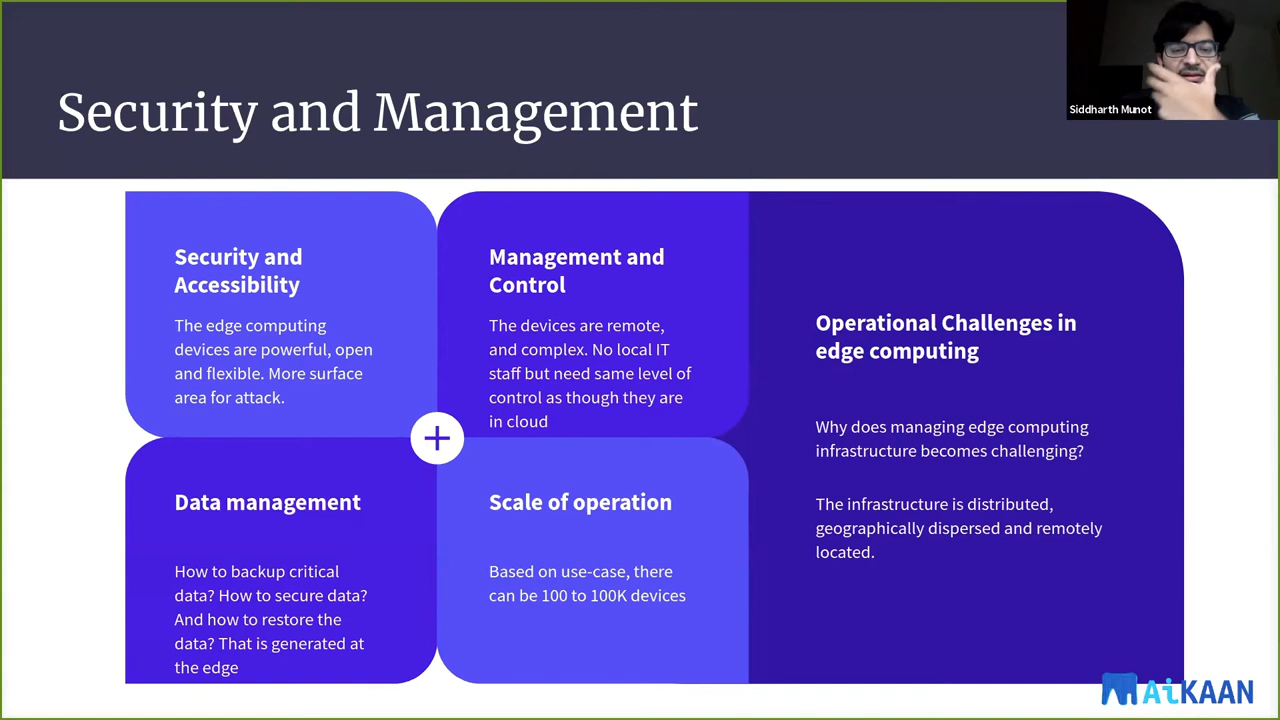 Security and Management
Siddharth Munot
Security and
Accessibility
The edge computing
devices are powerful, open
and flexible. More surface
area for attack.
Management and
Control
The devices are remote,
and complex. No local IT
staff but need same level of
control as though they are
in cloud
Data management
How to backup critical
data? How to secure data?
And how to restore the
data? That is generated at
the edge
Scale of operation
Based on use-case, there
can be 100 to 100K devices
Operational Challenges in
edge computing
Why does managing edge computing
infrastructure becomes challenging?
The infrastructure is distributed,
geographically dispersed and remotely
located.
AiKAAN